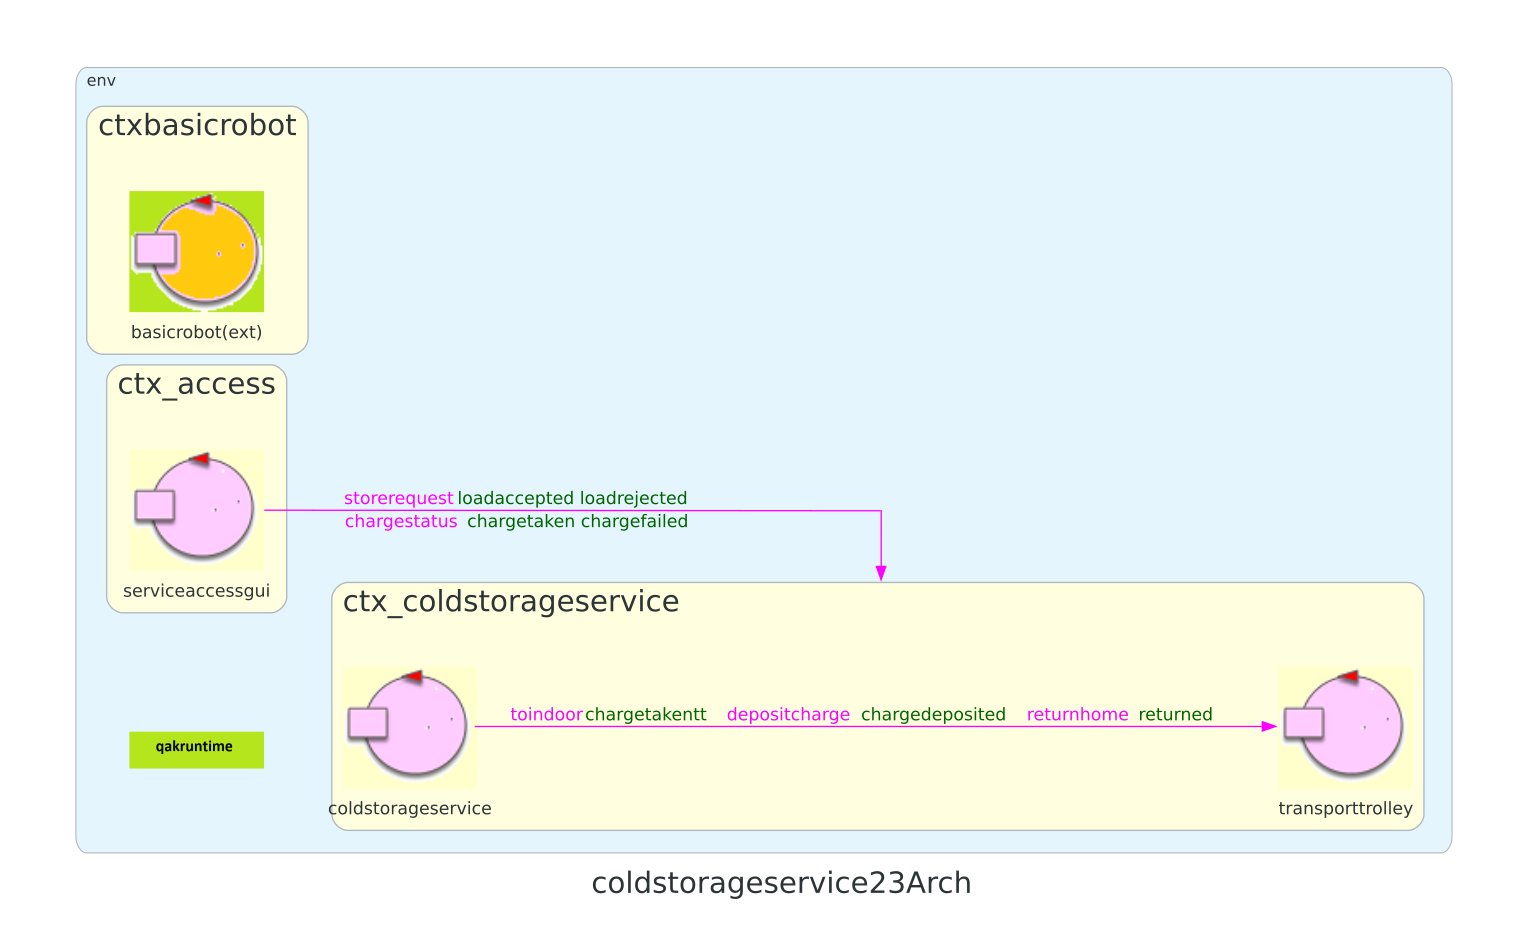 env
ctxbasicrobot
basicrobot(ext)
ctx_access
serviceaccessgui
storerequest loadaccepted loadrejected
chargestatus chargetaken chargefailed
ctx_coldstorageservice
toindoor chargetakentt depositcharge chargedeposited returnhome returned
coldstorageservice
transporttrolley
qakruntime
coldstorageservice23Arch